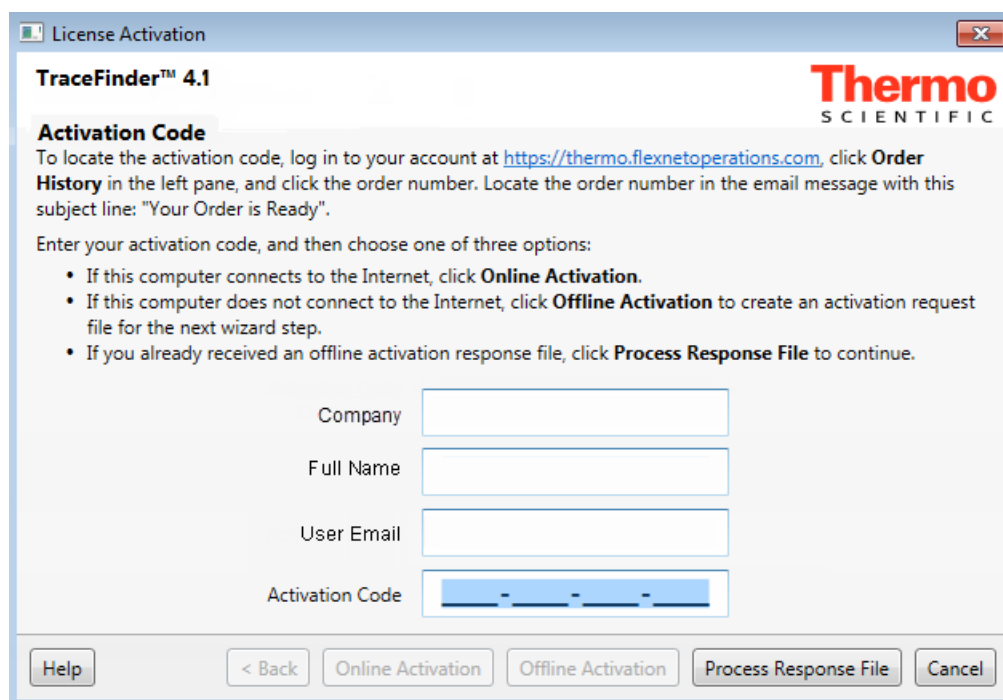 License Activation
TraceFinder™ 4.1
Thermo
SCIENTIFIC
Activation Code
To locate the activation code, log in to your account at https://thermo.flexnetoperations.com, click Order
History in the left pane, and click the order number. Locate the order number in the email message with this
subject line: "Your Order is Ready".
Enter your activation code, and then choose one of three options:
• If this computer connects to the Internet, click Online Activation.
• If this computer does not connect to the Internet, click Offline Activation to create an activation request
file for the next wizard step.
• If you already received an offline activation response file, click Process Response File to continue.
Company
Full Name
User Email
Activation Code ____-____-____-____
Help < Back Online Activation Offline Activation Process Response File Cancel